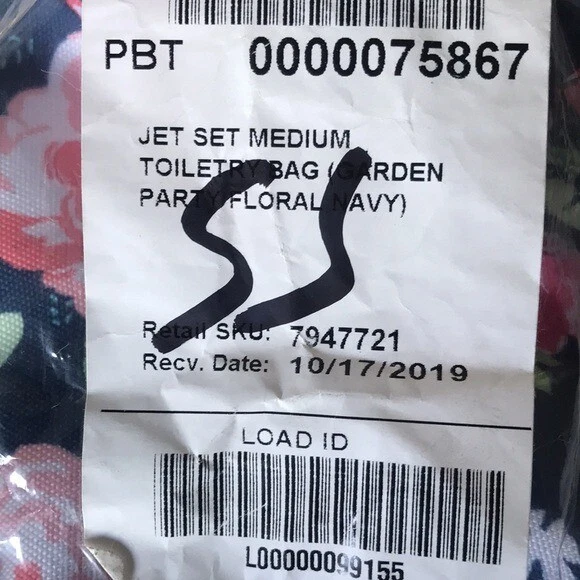 PBT 0000075867
JET SET MEDIUM
TOILETRY BAG (GARDEN
PARTY FLORAL NAVY)
Retail SKU: 7947721
Recv. Date: 10/17/2019
LOAD ID
L00000099155